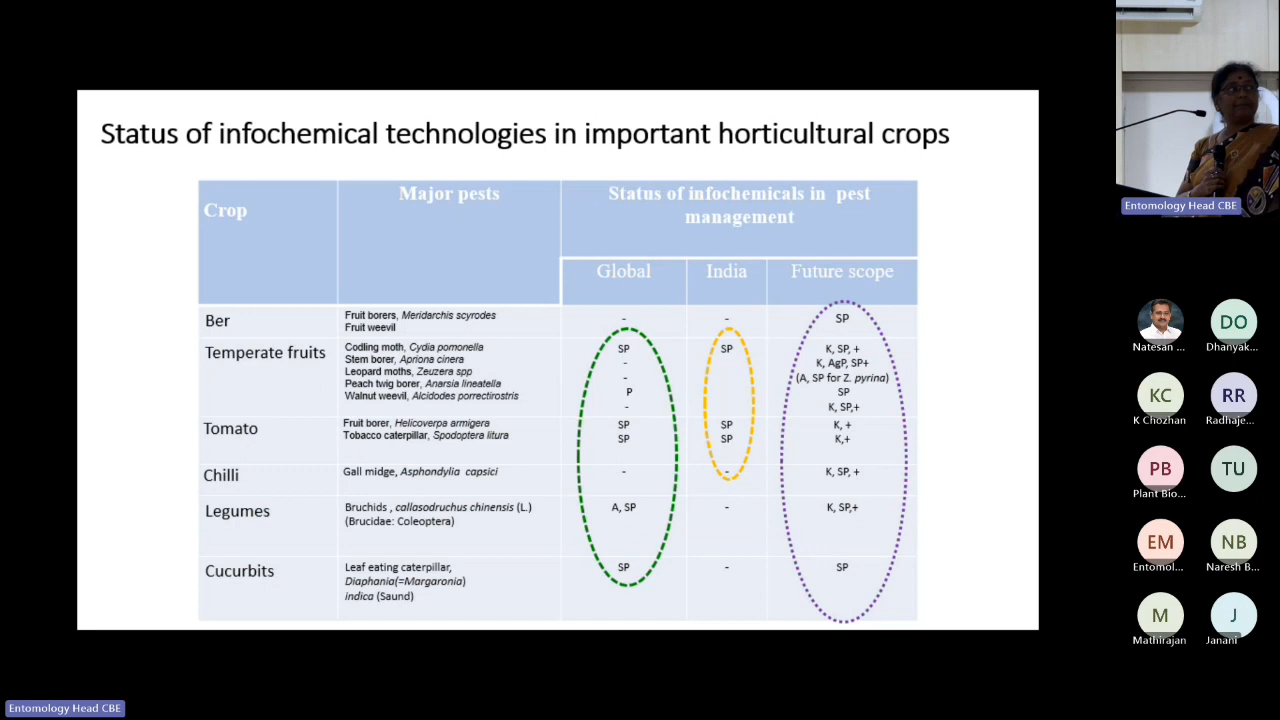 Status of infochemical technologies in important horticultural crops
Crop
Major pests
Status of infochemicals in pest
management
Global
India
Future scope
Ber
Fruit borers, Meridarchis scyrodes
Fruit weevil
-
-
SP
Temperate fruits
Codling moth, Cydia pomonella
Stem borer, Apriona cinera
Leopard moths, Zeuzera spp
Peach twig borer, Anarsia lineatella
Walnut weevil, Alcidodes porrectirostris
SP
-
-
P
-
SP
K, SP, +
K, AgP, SP+
(A, SP for Z. pyrina)
SP
K, SP,+
Tomato
Fruit borer, Helicoverpa armigera
Tobacco caterpillar, Spodoptera litura
SP
SP
SP
SP
K, +
K,+
Chilli
Gall midge, Asphondylia capsici
-
-
K, SP, +
Legumes
Bruchids , callasodruchus chinensis (L.)
(Brucidae: Coleoptera)
A, SP
-
K, SP,+
Cucurbits
Leaf eating caterpillar,
Diaphania(=Margaronia)
indica (Saund)
SP
-
SP
Entomology Head CBE
Natesan ...
DO
Dhanyak...
KC
K Chozhan
RR
Radhaje...
PB
Plant Bio...
TU
EM
Entomol...
NB
Naresh B...
M
Mathirajan
J
Janani
Entomology Head CBE